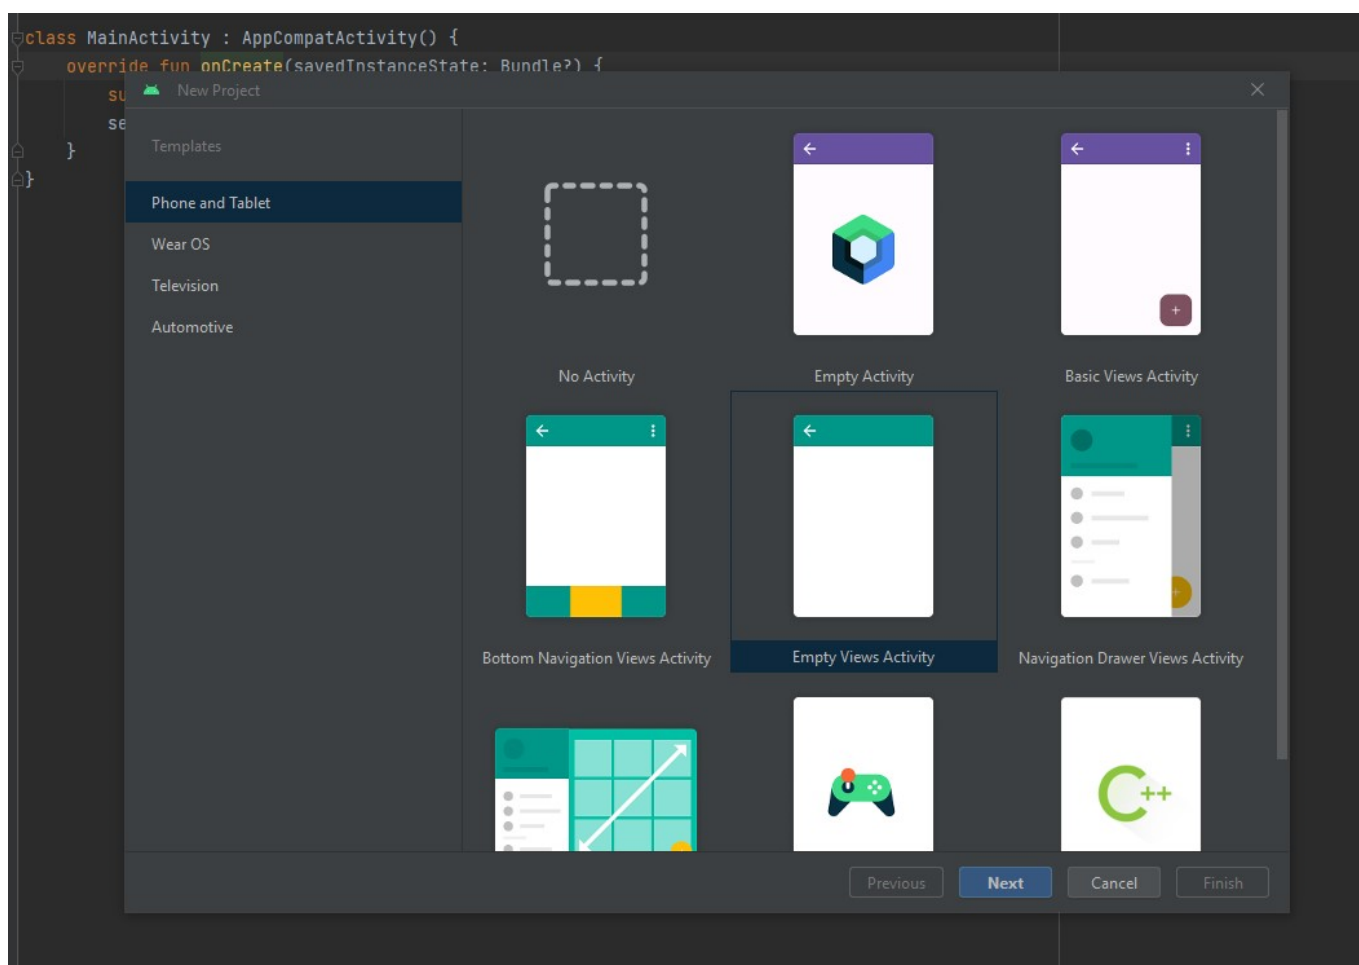 class MainActivity : AppCompatActivity() {
override fun onCreate(savedInstanceState: Bundle?) {
su
New Project
se
Templates
}
}
Phone and Tablet
Wear OS
Television
Automotive
No Activity
Empty Activity
Basic Views Activity
Bottom Navigation Views Activity
Empty Views Activity
Navigation Drawer Views Activity
C++
Previous
Next
Cancel
Finish